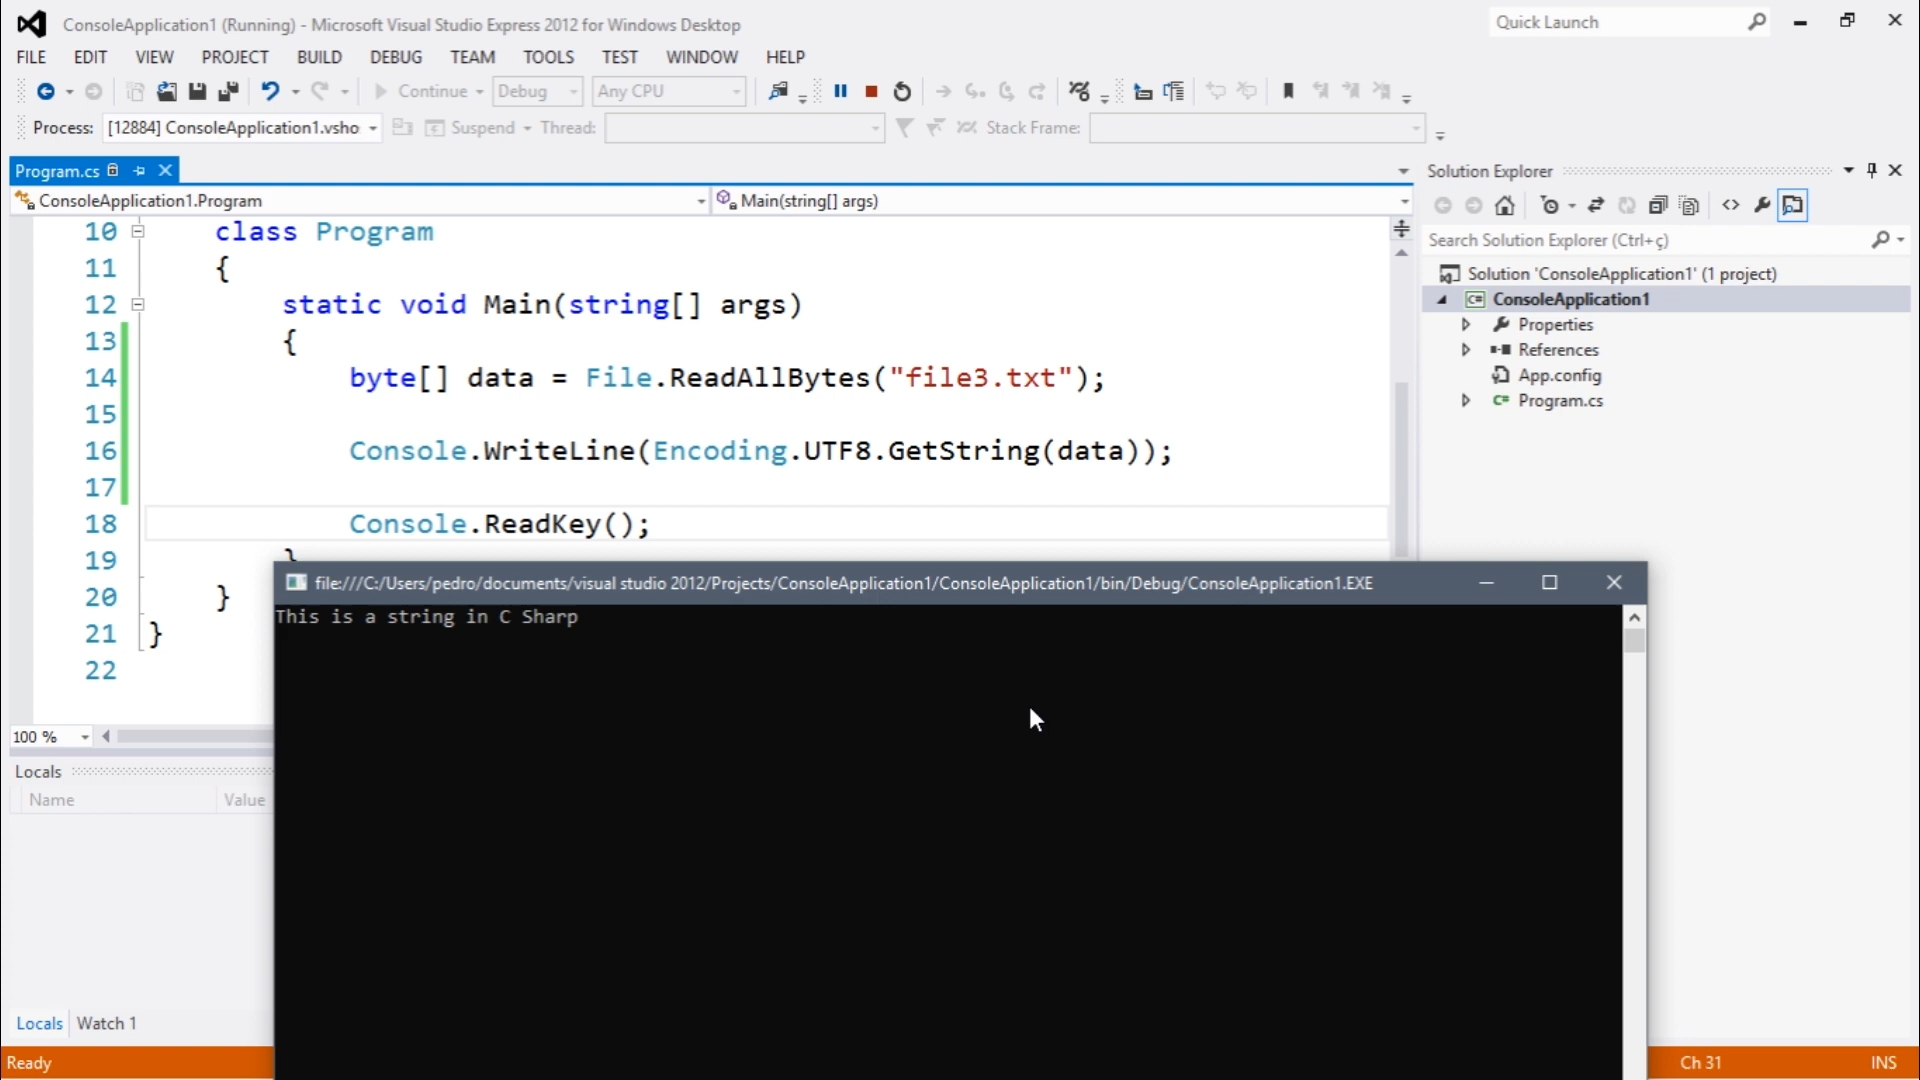 ConsoleApplication1 (Running) - Microsoft Visual Studio Express 2012 for Windows Desktop
Quick Launch
FILE EDIT VIEW PROJECT BUILD DEBUG TEAM TOOLS TEST WINDOW HELP
Continue Debug Any CPU
Process: [12884] ConsoleApplication1.vsho Suspend Thread: Stack Frame:
Program.cs
Solution Explorer
ConsoleApplication1.Program Main(string[] args)
Search Solution Explorer (Ctrl+ç)
Solution 'ConsoleApplication1' (1 project)
ConsoleApplication1
Properties
References
App.config
C# Program.cs
10 class Program
11 {
12 static void Main(string[] args)
13 {
14 byte[] data = File.ReadAllBytes("file3.txt");
15
16 Console.WriteLine(Encoding.UTF8.GetString(data));
17
18 Console.ReadKey();
19 }
20 }
21 }
22
file:///C:/Users/pedro/documents/visual studio 2012/Projects/ConsoleApplication1/ConsoleApplication1/bin/Debug/ConsoleApplication1.EXE
This is a string in C Sharp
100 %
Locals
Name Value
Locals Watch 1
Ready Ch 31 INS